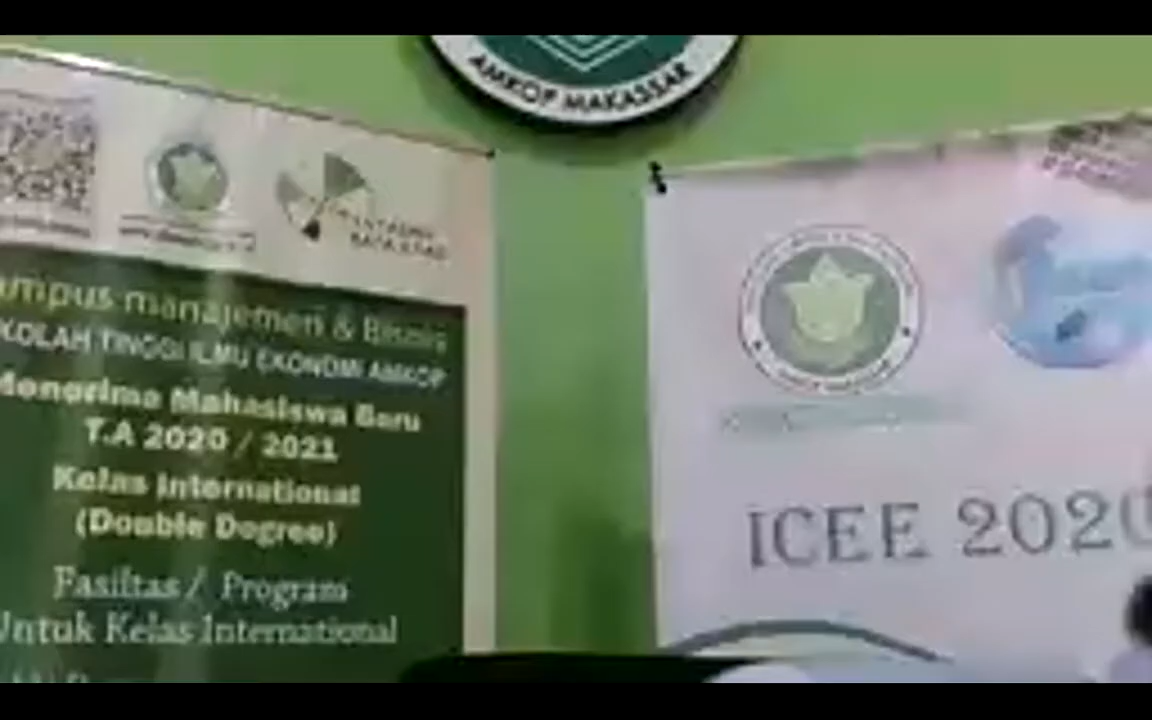 AMKOP MAKASSAR
ampus manajemen & Bisnis
KOLAH TINGGI ILMU EKONOMI AMKOP
Menerima Mahasiswa Baru
T.A 2020 / 2021
Kelas International
(Double Degree)
Fasiltas / Program
Untuk Kelas International
ICEE 2020